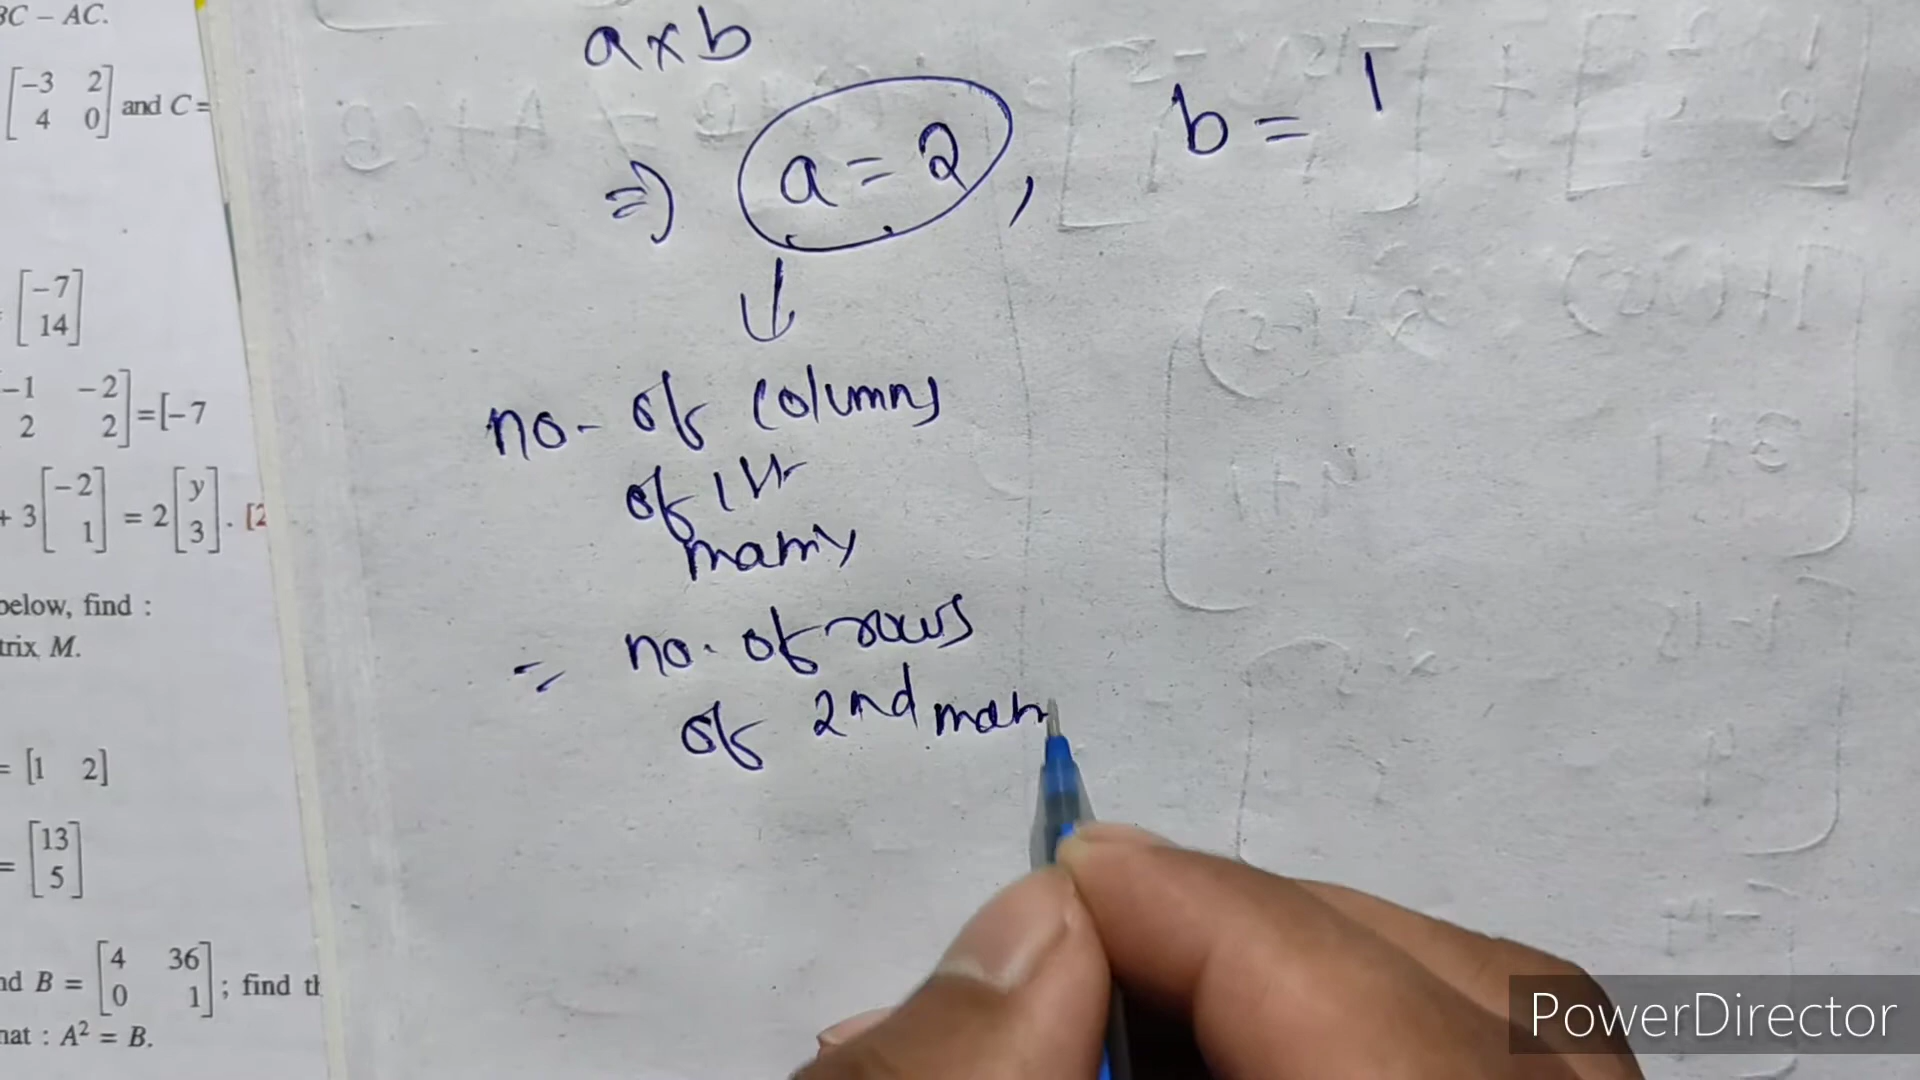 BC – AC.
[-3 2
4 0] and C =
= [-7
14]
-1 -2
2 2] = [-7
+ 3 [-2
1] = 2 [y
3]. [2
below, find :
trix M.
= [1 2]
= [13
5]
nd B = [4 36
0 1] ; find th
hat : A² = B.
a × b
⇒ a = 2, b = 1
↓
no. of columns
of 1st
matrix
= no. of rows
of 2nd matr
PowerDirector